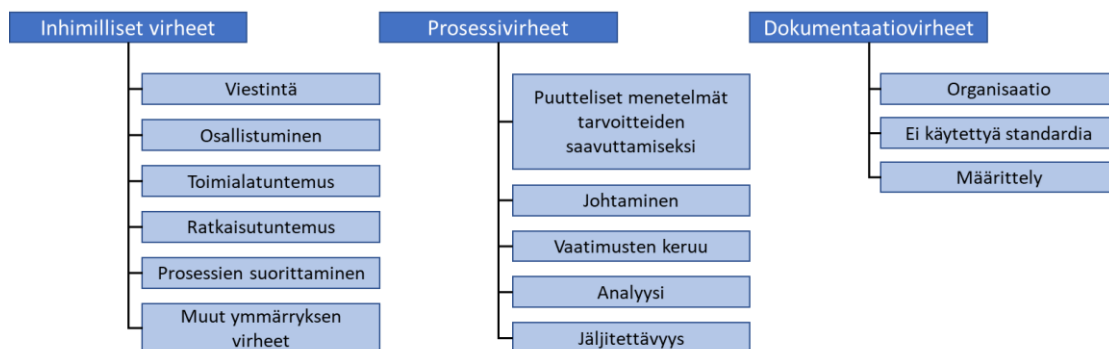 Inhimilliset virheet
Viestintä
Osallistuminen
Toimialatuntemus
Ratkaisutuntemus
Prosessien suorittaminen
Muut ymmärryksen
virheet
Prosessivirheet
Puutteliset menetelmät
tarvoitteiden
saavuttamiseksi
Johtaminen
Vaatimusten keruu
Analyysi
Jäljitettävyys
Dokumentaatiovirheet
Organisaatio
Ei käytettyä standardia
Määrittely